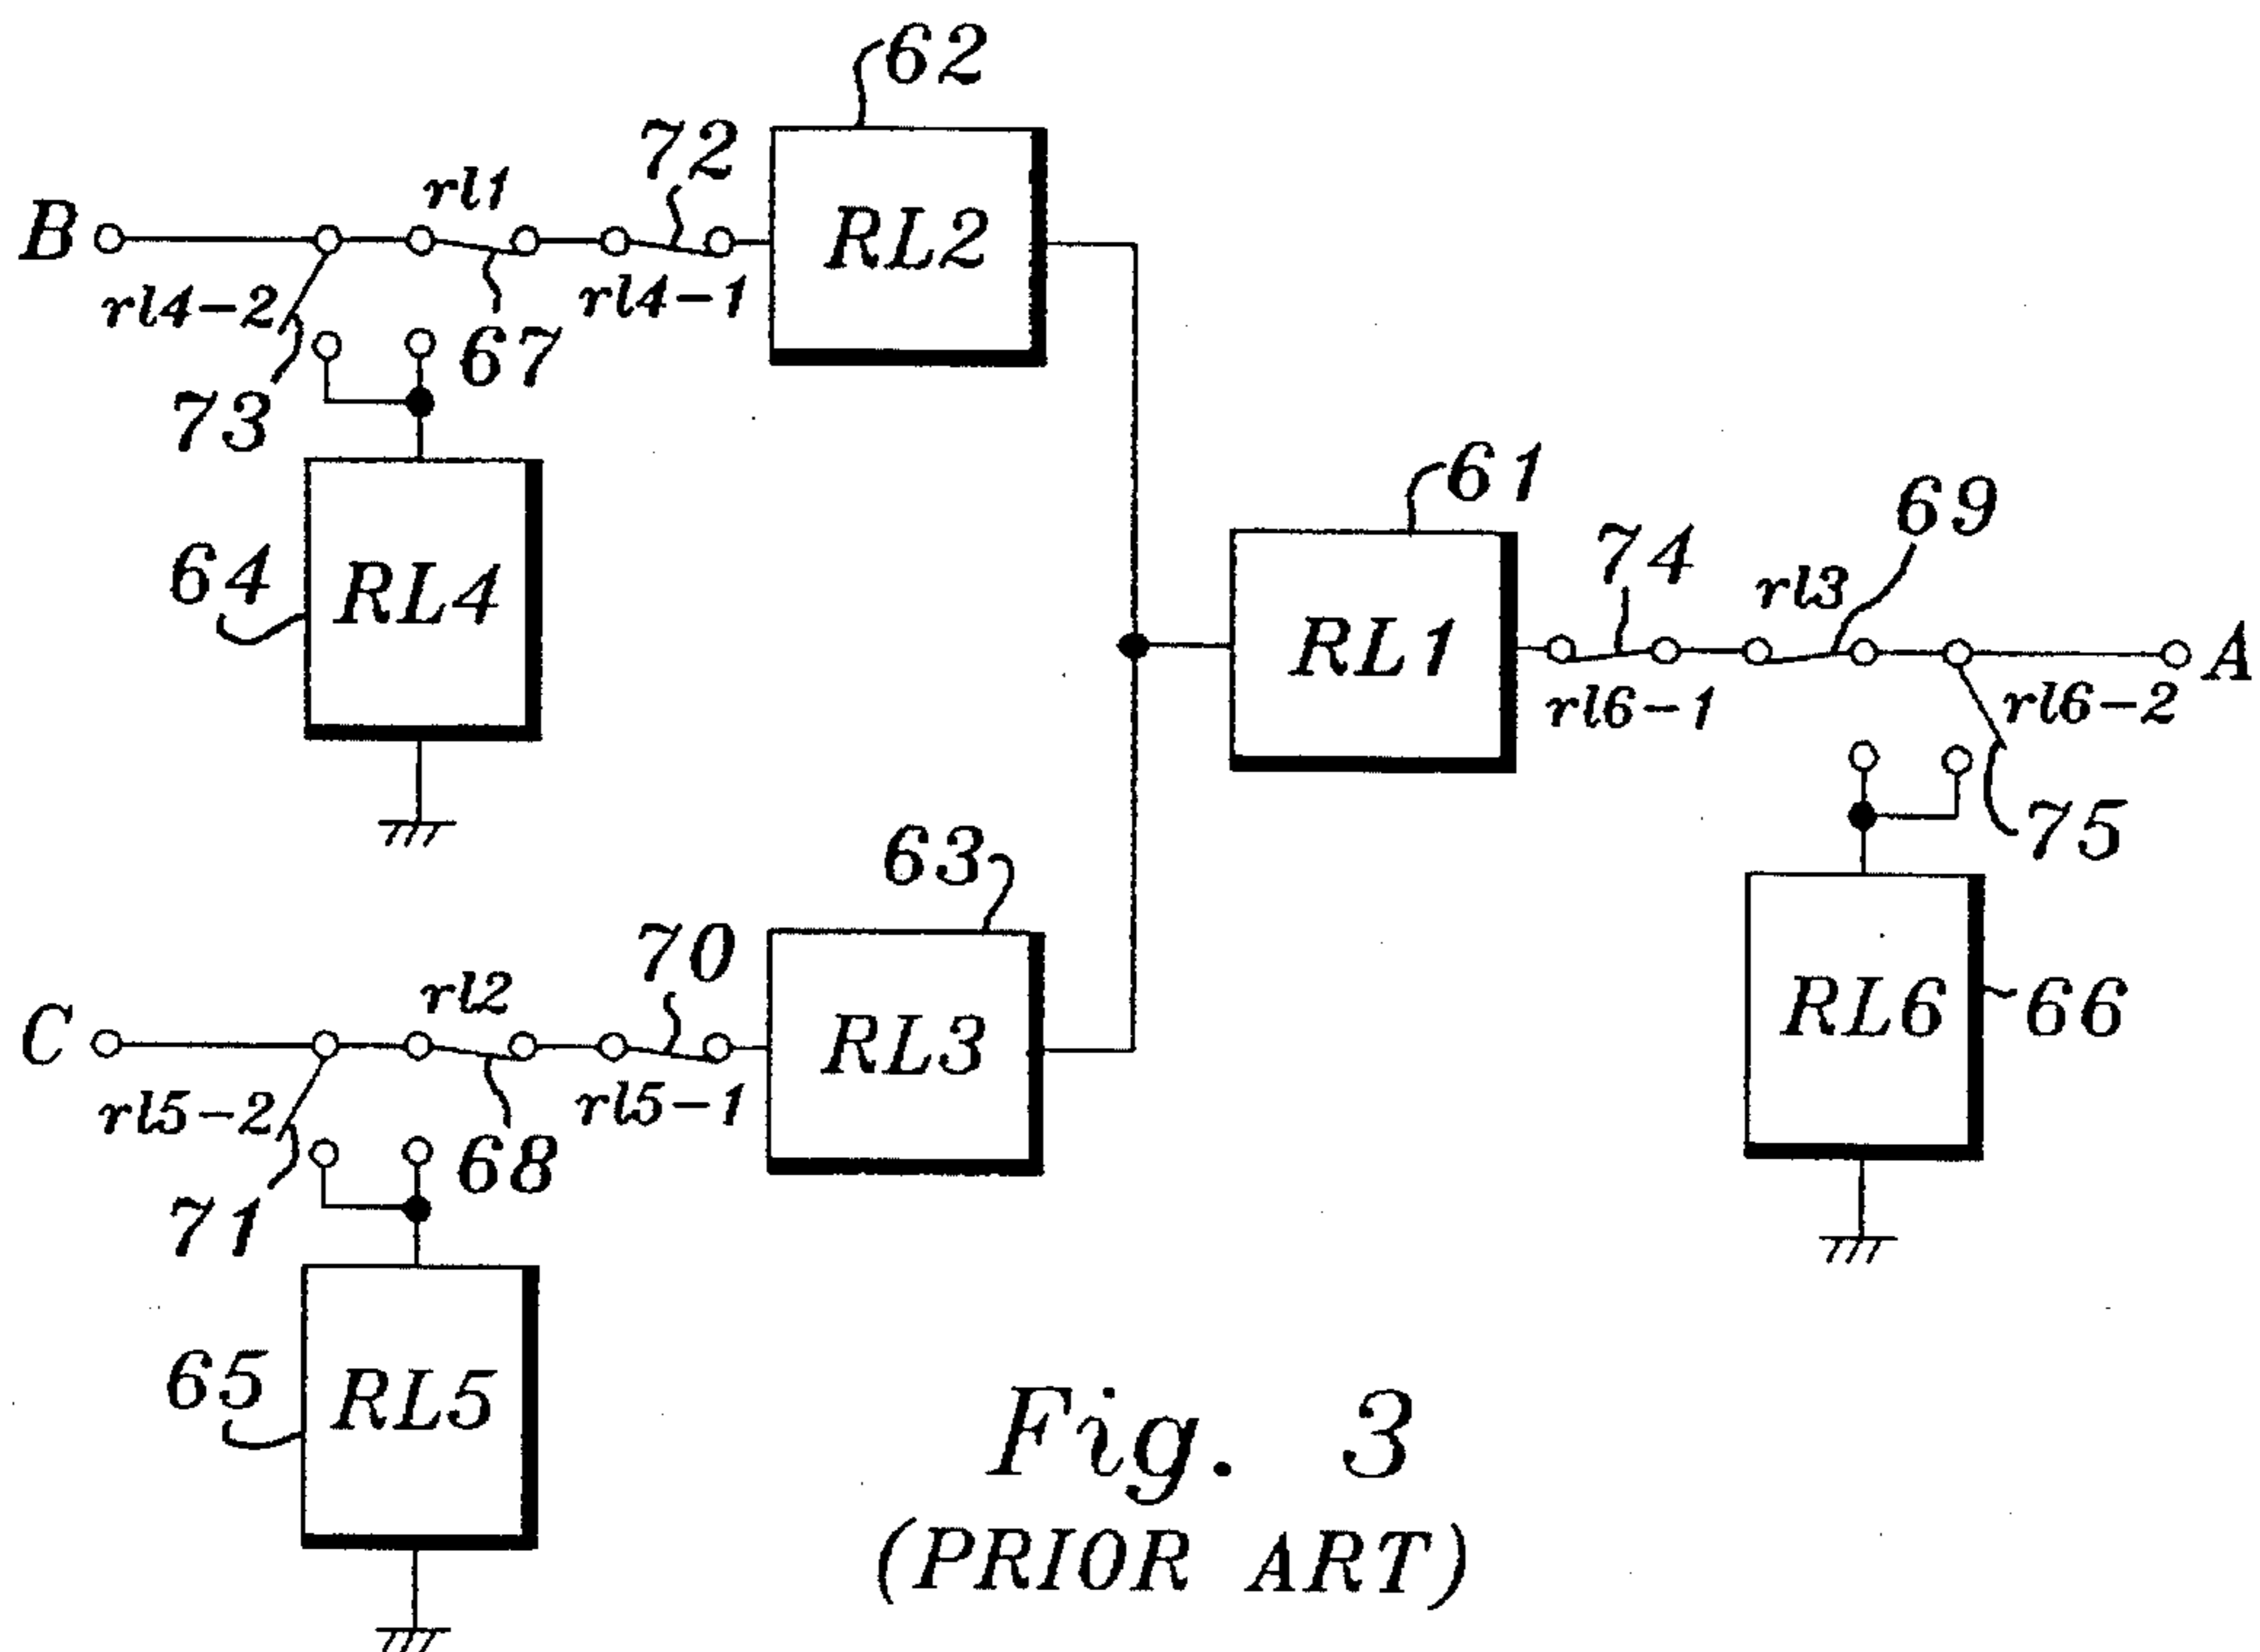 62
72
rl1
B
RL2
rl4-2
rl4-1
67
73
61
69
74
64
RL4
rl3
RL1
A
rl6-1
rl6-2
75
63
70
rl2
RL6
66
C
RL3
rl5-2
rl5-1
68
71
65
RL5
Fig. 3
(PRIOR ART)